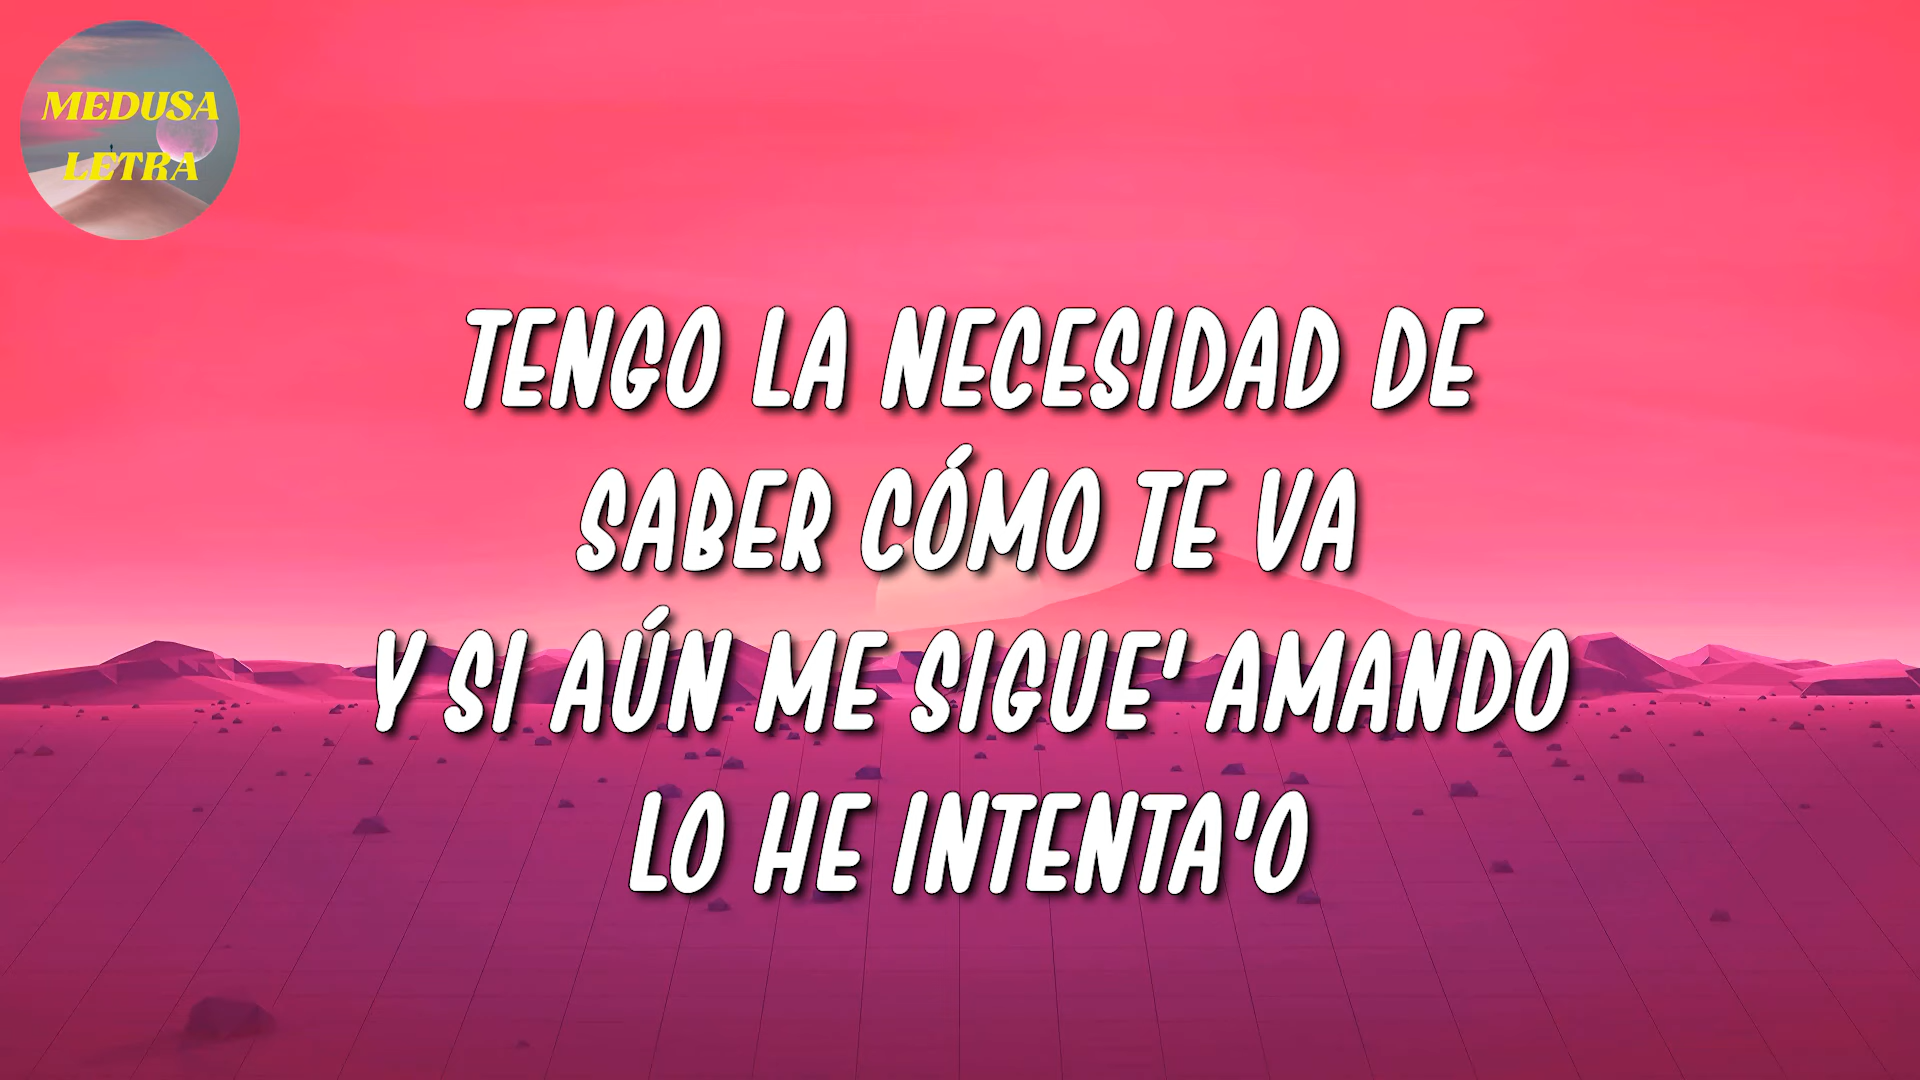 MEDUSA
LETRA
TENGO LA NECESIDAD DE
SABER CÓMO TE VA
Y SI AÚN ME SIGUE' AMANDO
LO HE INTENTA'O